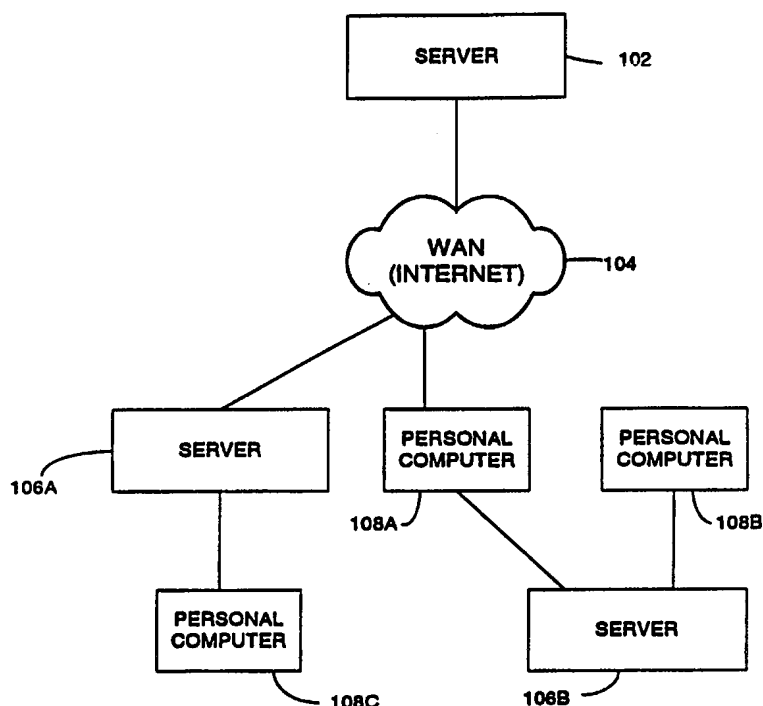 SERVER
102
WAN
(INTERNET)
104
SERVER
106A
PERSONAL
COMPUTER
108A
PERSONAL
COMPUTER
108B
PERSONAL
COMPUTER
108C
SERVER
106B